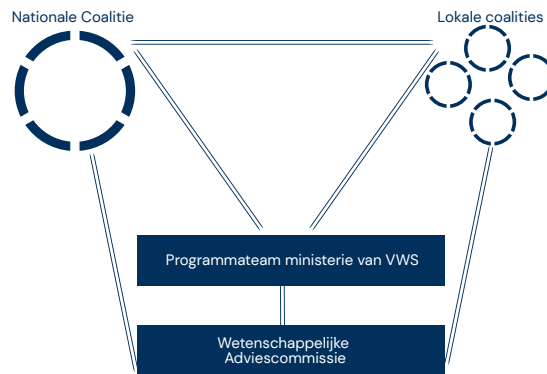 Nationale Coalitie
Lokale coalities
Programmateam ministerie van VWS
Wetenschappelijke
Adviescommissie